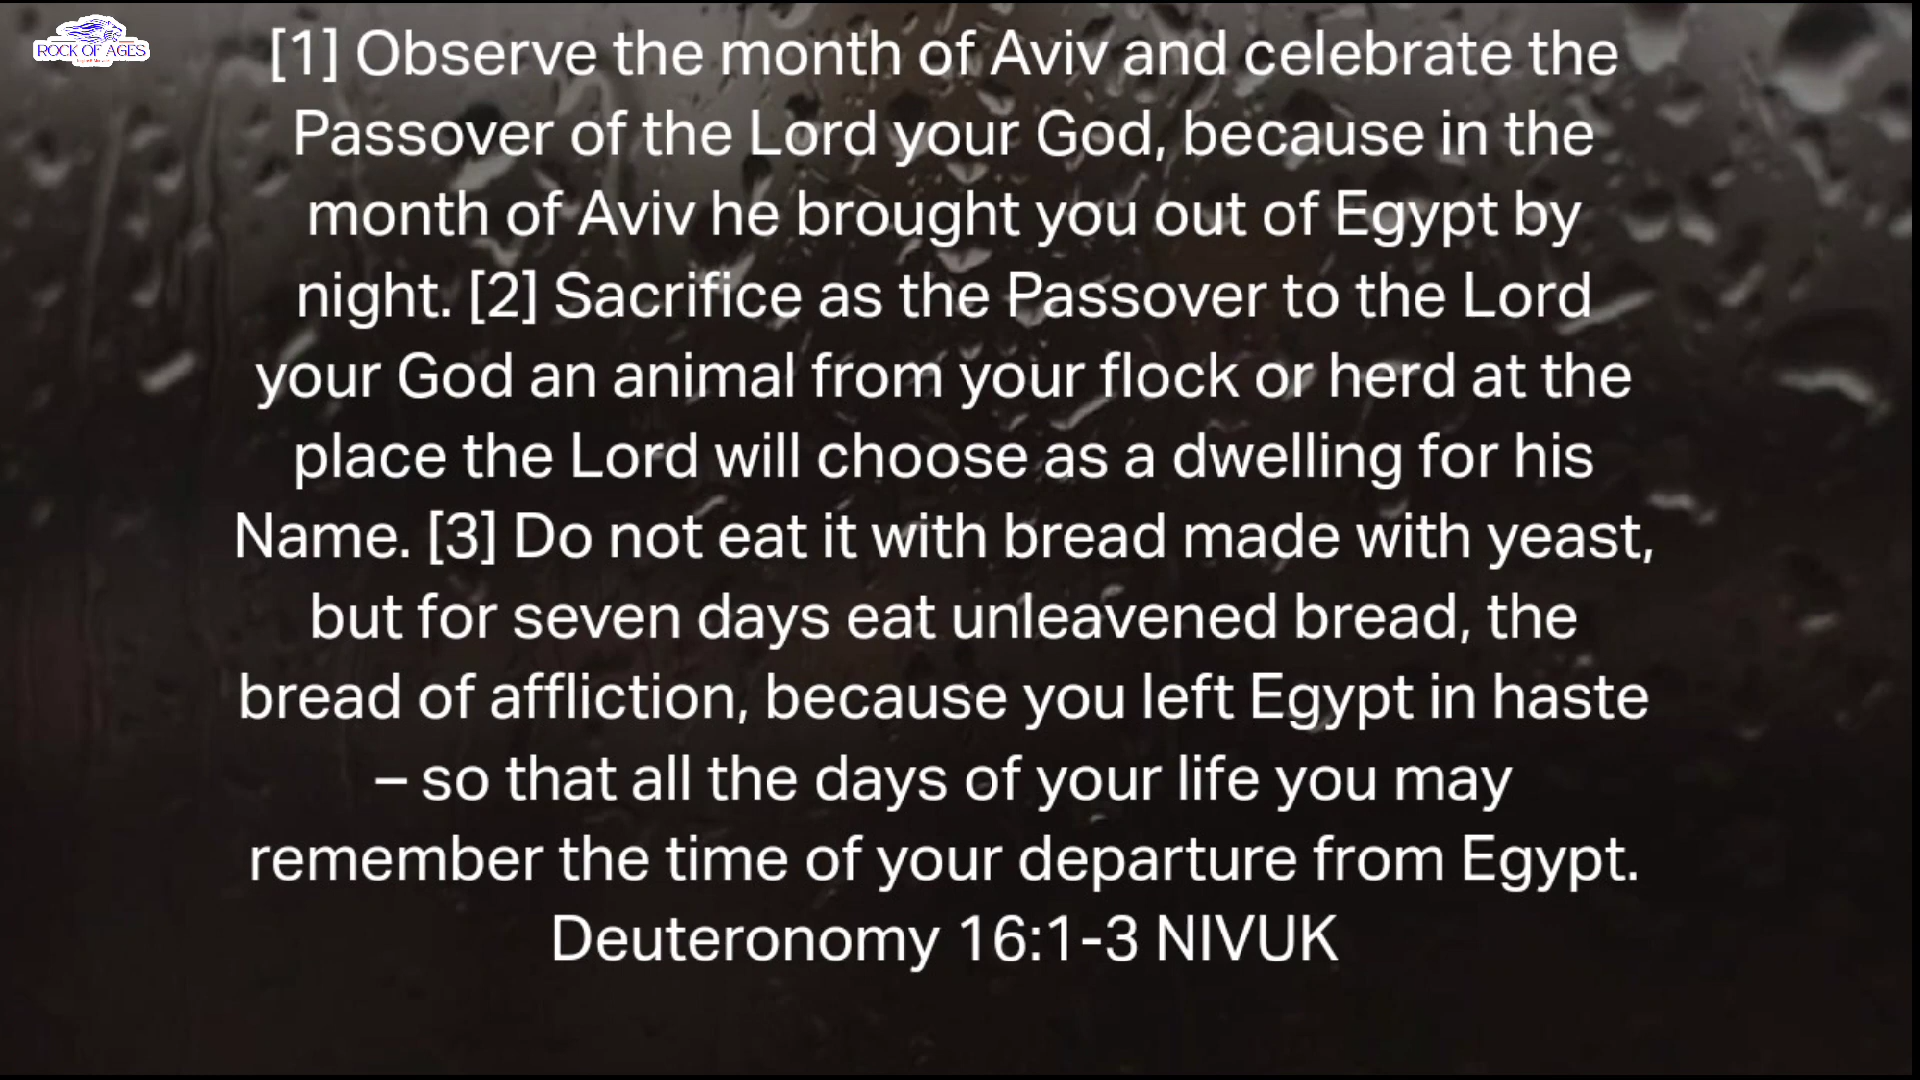 ROCK OF AGES
[1] Observe the month of Aviv and celebrate the
Passover of the Lord your God, because in the
month of Aviv he brought you out of Egypt by
night. [2] Sacrifice as the Passover to the Lord
your God an animal from your flock or herd at the
place the Lord will choose as a dwelling for his
Name. [3] Do not eat it with bread made with yeast,
but for seven days eat unleavened bread, the
bread of affliction, because you left Egypt in haste
– so that all the days of your life you may
remember the time of your departure from Egypt.
Deuteronomy 16:1-3 NIVUK